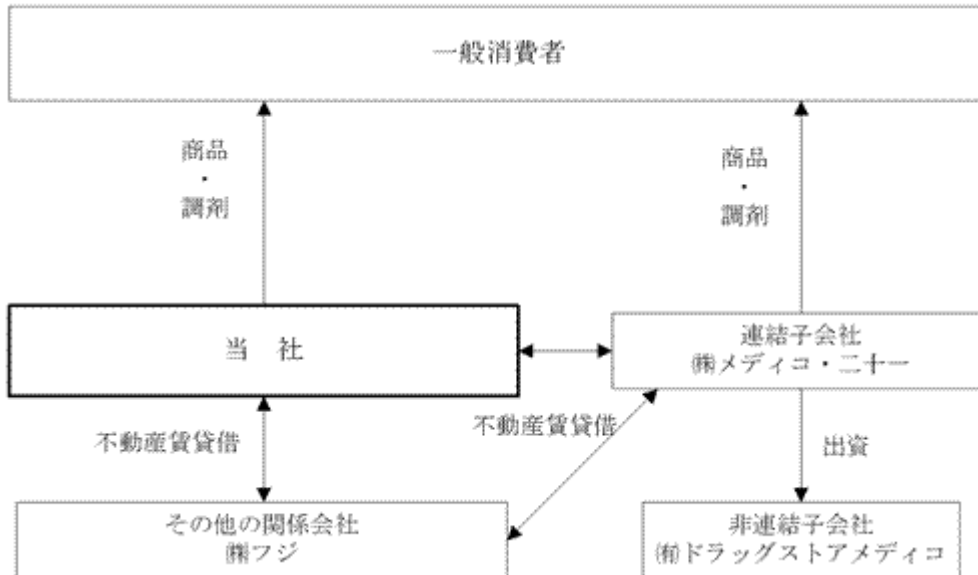 一般消費者
商品
・
調剤
商品
・
調剤
当 社
連結子会社
㈱メディコ・二十一
不動産賃貸借
不動産賃貸借
出資
その他の関係会社
㈱フジ
非連結子会社
㈲ドラッグストアメディコ